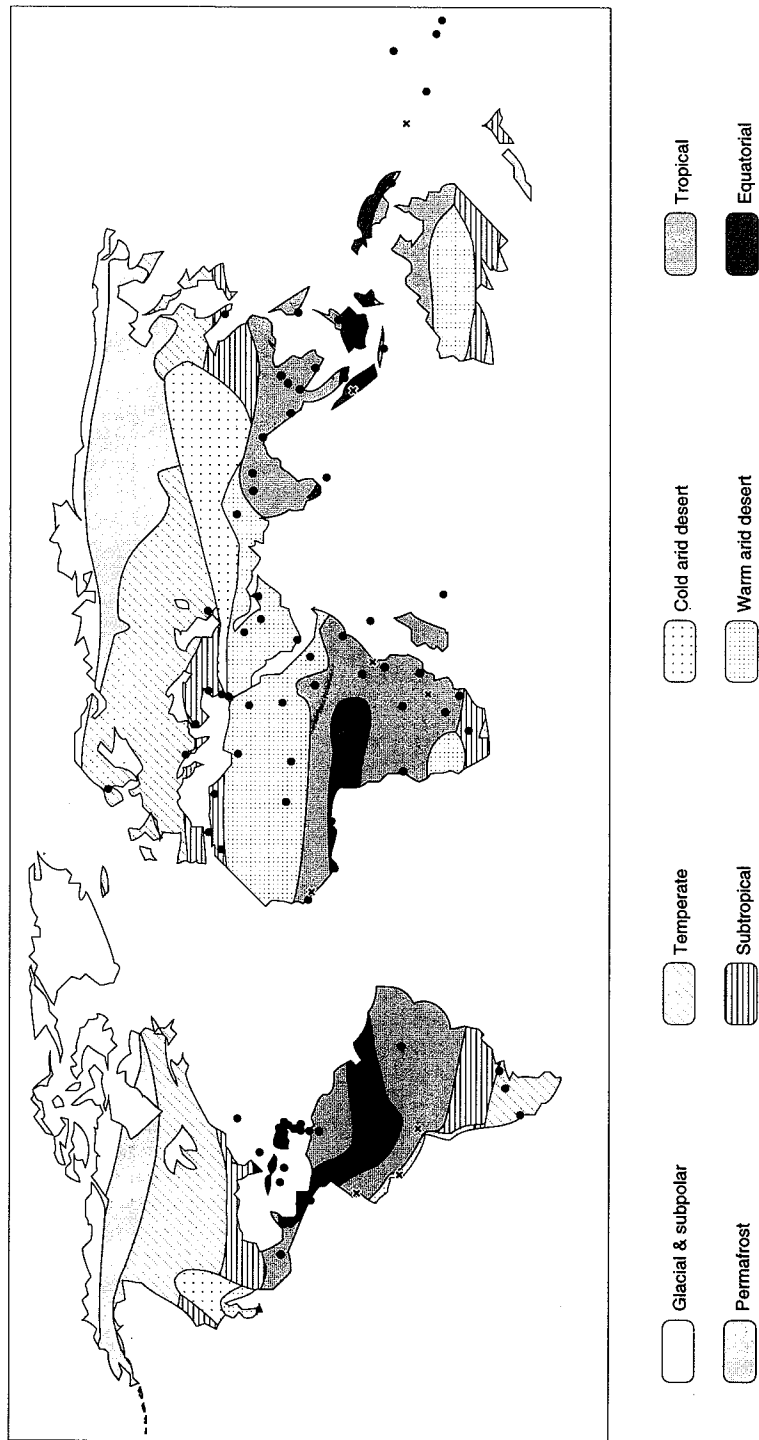 Glacial & subpolar
Permafrost
Temperate
Subtropical
Cold arid desert
Warm arid desert
Tropical
Equatorial